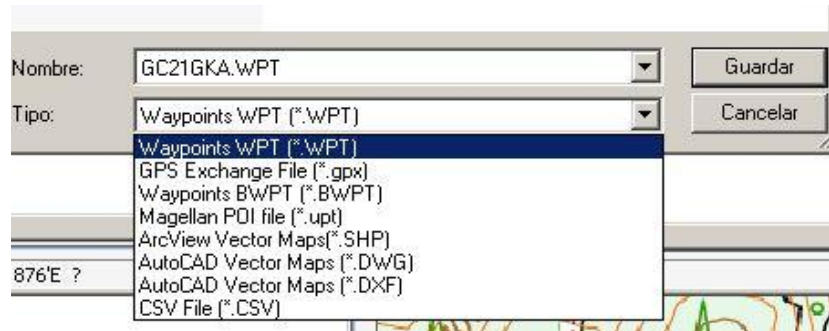 Nombre: GC21GKA.WPT Guardar
Tipo: Waypoints WPT (*.WPT) Cancelar
Waypoints WPT (*.WPT)
GPS Exchange File (*.gpx)
Waypoints BWPT (*.BWPT)
Magellan POI file (*.upt)
ArcView Vector Maps(*.SHP)
AutoCAD Vector Maps (*.DWG)
876'E ?
AutoCAD Vector Maps (*.DXF)
CSV File (*.CSV)